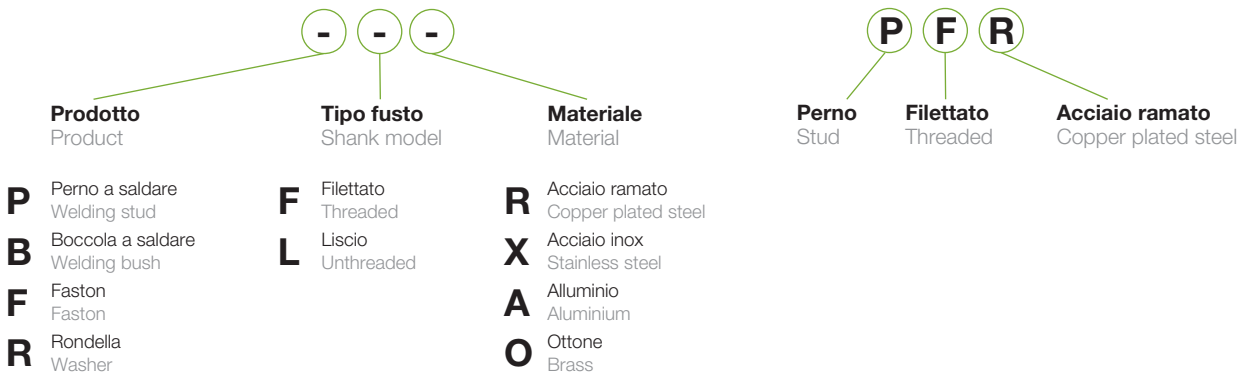 - - -
P F R
Prodotto
Product
Tipo fusto
Shank model
Materiale
Material
Perno
Stud
Filettato
Threaded
Acciaio ramato
Copper plated steel
P
Perno a saldare
Welding stud
B
Boccola a saldare
Welding bush
F
Faston
Faston
R
Rondella
Washer
F
Filettato
Threaded
L
Liscio
Unthreaded
R
Acciaio ramato
Copper plated steel
X
Acciaio inox
Stainless steel
A
Alluminio
Aluminium
O
Ottone
Brass